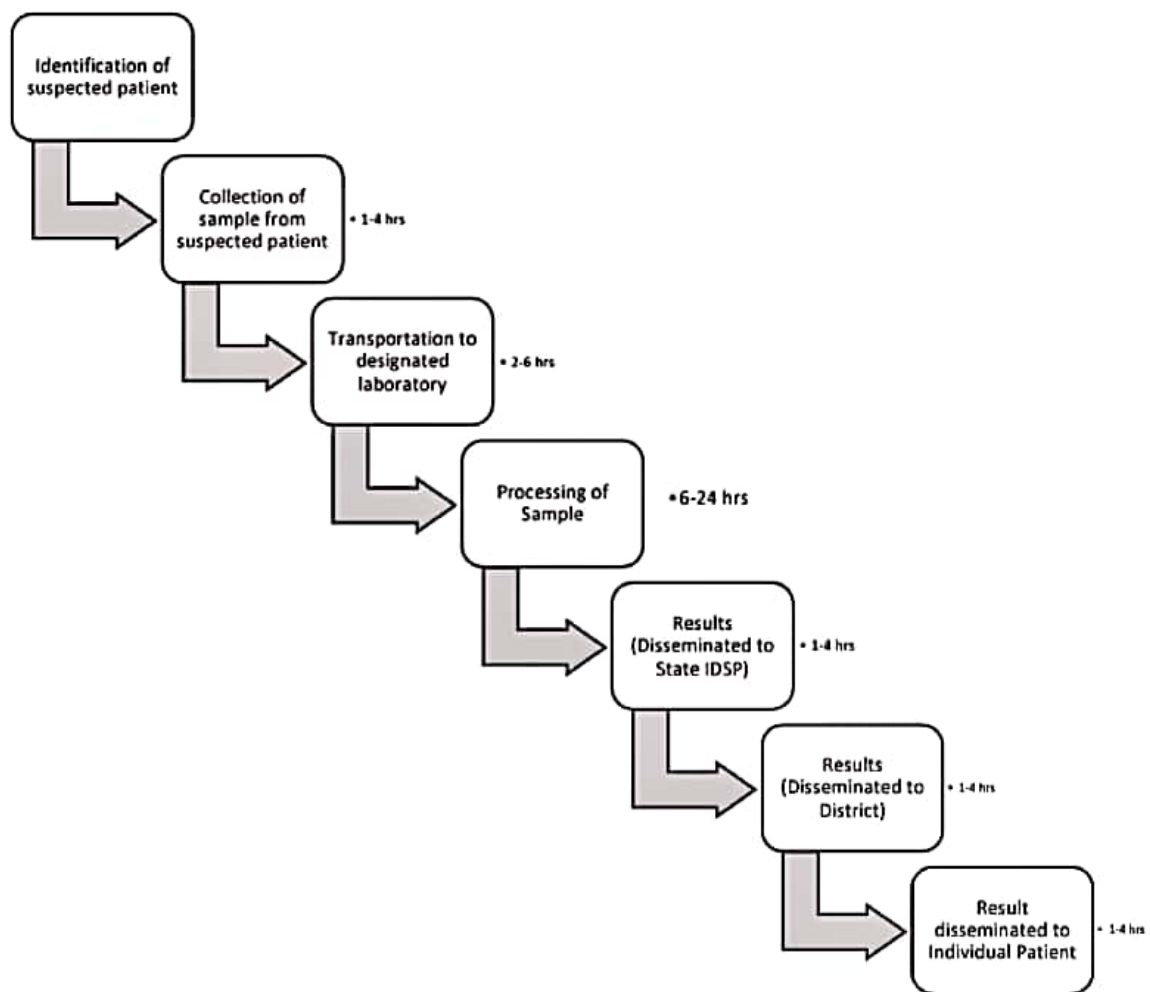 Identification of
suspected patient
Collection of
sample from
suspected patient
• 1-4 hrs
Transportation to
designated
laboratory
• 2-6 hrs
Processing of
Sample
•6-24 hrs
Results
(Disseminated to
State IDSP)
• 1-4 hrs
Results
(Disseminated to
District)
• 1-4 hrs
Result
disseminated to
Individual Patient
• 1-4 hrs